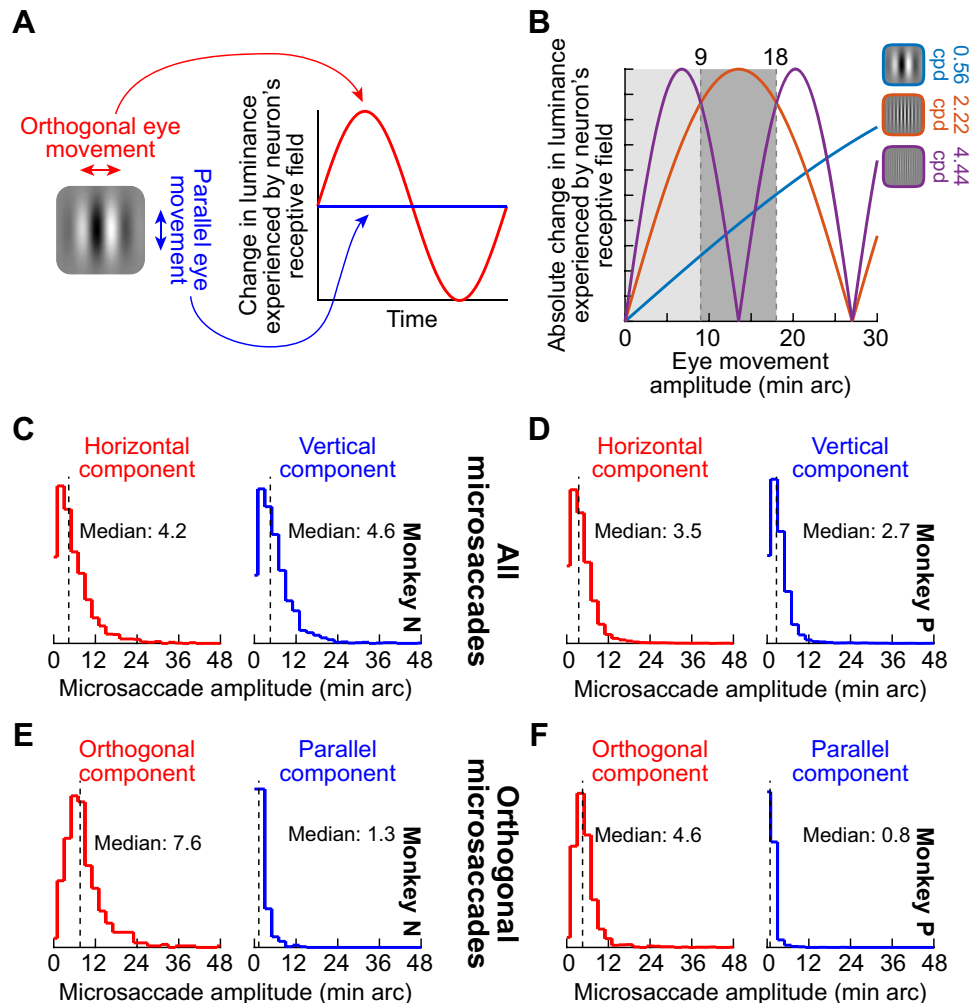 A
Orthogonal eye
movement
Parallel eye
movement
Change in luminance
experienced by neuron's
receptive field
Time
B
Absolute change in luminance
experienced by neuron's
receptive field
9
18
0
10
20
30
Eye movement
amplitude (min arc)
0.56
cpd
2.22
cpd
4.44
cpd
C
Horizontal
component
Median: 4.2
0
12
24
36
48
Vertical
component
Median: 4.6
0
12
24
36
48
Monkey N
Microsaccade amplitude (min arc)
All
microsaccades
D
Horizontal
component
Median: 3.5
0
12
24
36
48
Vertical
component
Median: 2.7
0
12
24
36
48
Monkey P
Microsaccade amplitude (min arc)
E
Orthogonal
component
Median: 7.6
0
12
24
36
48
Parallel
component
Median: 1.3
0
12
24
36
48
Monkey N
Microsaccade amplitude (min arc)
Orthogonal
microsaccades
F
Orthogonal
component
Median: 4.6
0
12
24
36
48
Parallel
component
Median: 0.8
0
12
24
36
48
Monkey P
Microsaccade amplitude (min arc)